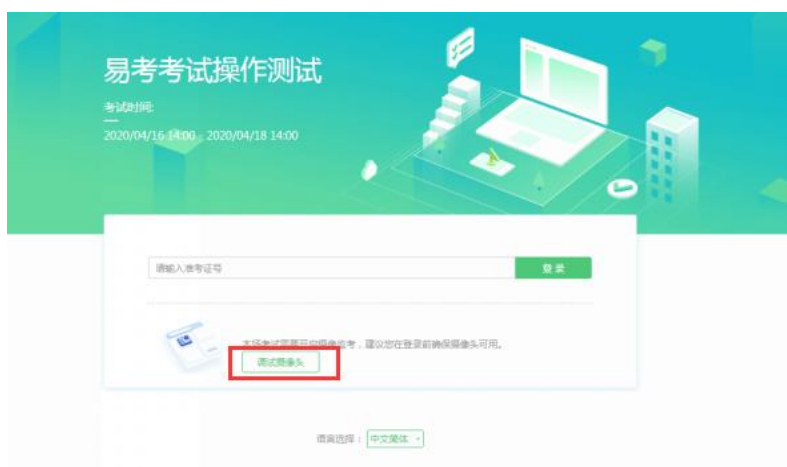 易考考试操作测试
考试时间:
2020/04/16 14:00 - 2020/04/18 14:00
请输入准考证号
登录
本场考试需要开启摄像监考，建议您在登录前确保摄像头可用。
调试摄像头
语言选择： 中文简体